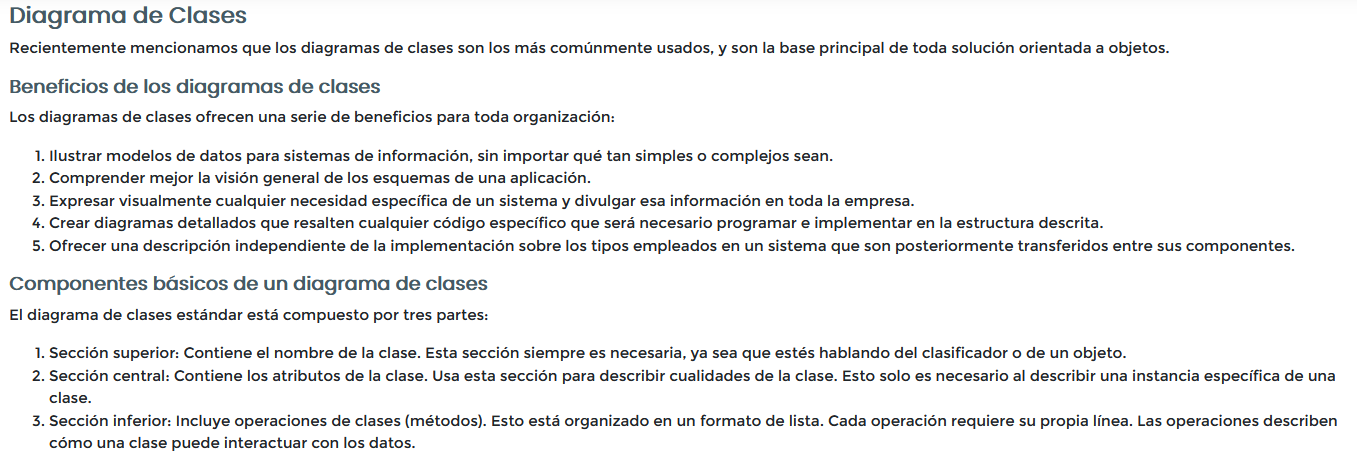 Diagrama de Clases
Recientemente mencionamos que los diagramas de clases son los más comúnmente usados, y son la base principal de toda solución orientada a objetos.
Beneficios de los diagramas de clases
Los diagramas de clases ofrecen una serie de beneficios para toda organización:
1. Ilustrar modelos de datos para sistemas de información, sin importar qué tan simples o complejos sean.
2. Comprender mejor la visión general de los esquemas de una aplicación.
3. Expresar visualmente cualquier necesidad específica de un sistema y divulgar esa información en toda la empresa.
4. Crear diagramas detallados que resalten cualquier código específico que será necesario programar e implementar en la estructura descrita.
5. Ofrecer una descripción independiente de la implementación sobre los tipos empleados en un sistema que son posteriormente transferidos entre sus componentes.
Componentes básicos de un diagrama de clases
El diagrama de clases estándar está compuesto por tres partes:
1. Sección superior: Contiene el nombre de la clase. Esta sección siempre es necesaria, ya sea que estés hablando del clasificador o de un objeto.
2. Sección central: Contiene los atributos de la clase. Usa esta sección para describir cualidades de la clase. Esto solo es necesario al describir una instancia específica de una
clase.
3. Sección inferior: Incluye operaciones de clases (métodos). Esto está organizado en un formato de lista. Cada operación requiere su propia línea. Las operaciones describen
cómo una clase puede interactuar con los datos.